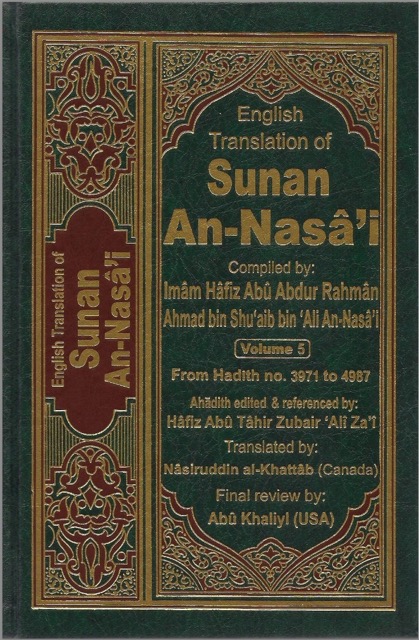 English Translation of
Sunan
An-Nasâ'i
English
Translation of
Sunan
An-Nasâ'i
Compiled by:
Imâm Hâfiz Abû Abdur Rahmân
Ahmad bin Shu'aib bin 'Ali An-Nasâ'i
Volume 5
From Hadith no. 3971 to 4987
Ahâdith edited & referenced by:
Hâfiz Abû Tâhir Zubair 'Alî Za'î
Translated by:
Nâsiruddin al-Khattâb (Canada)
Final review by:
Abû Khaliyl (USA)